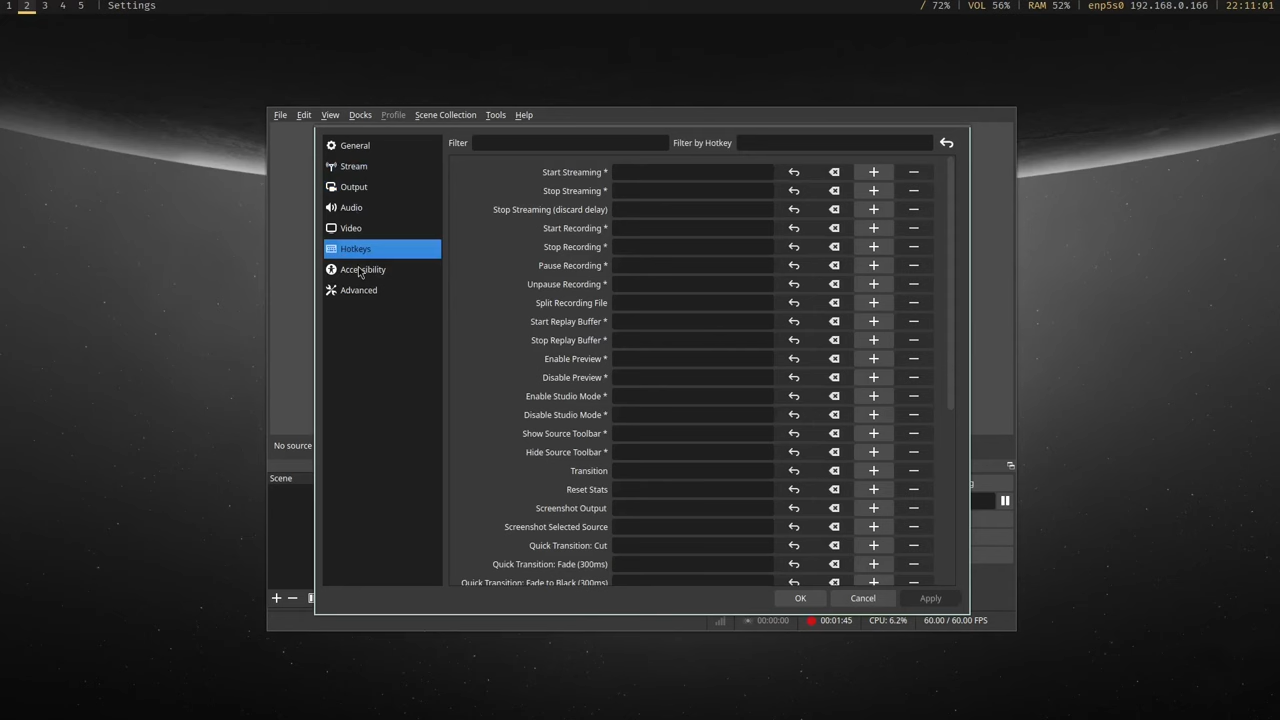 1 2 3 4 5 Settings / 72% VOL 56% RAM 52% enp5s0 192.168.0.166 22:11:01
File Edit View Docks Profile Scene Collection Tools Help
Filter Filter by Hotkey
General
Stream
Output
Audio
Video
Hotkeys
Accessibility
Advanced
Start Streaming *
Stop Streaming *
Stop Streaming (discard delay)
Start Recording *
Stop Recording *
Pause Recording *
Unpause Recording *
Split Recording File
Start Replay Buffer *
Stop Replay Buffer *
Enable Preview *
Disable Preview *
Enable Studio Mode *
Disable Studio Mode *
Show Source Toolbar *
Hide Source Toolbar *
Transition
Reset Stats
Screenshot Output
Screenshot Selected Source
Quick Transition: Cut
Quick Transition: Fade (300ms)
Quick Transition: Fade to Black (300ms)
No source
Scene
OK Cancel Apply
00:00:00 00:01:45 CPU: 6.2% 60.00 / 60.00 FPS